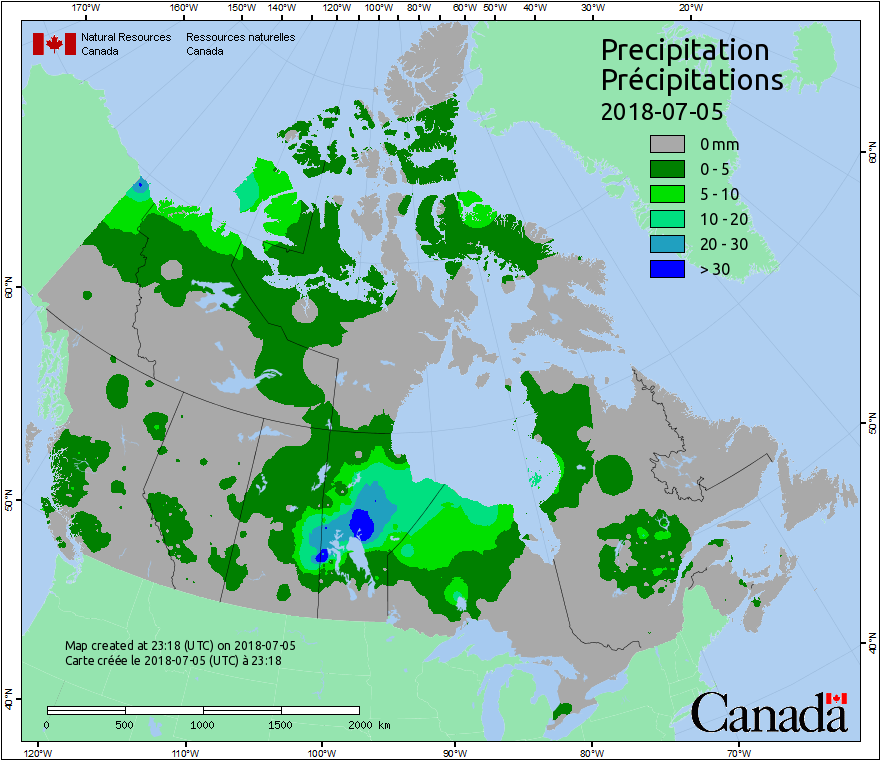 170°W 160°W 150°W 140°W 120°W 110°W 100°W 90°W 80°W 60°W 50°W 40°W 30°W 20°W
Natural Resources Ressources naturelles
Canada Canada
Precipitation
Précipitations
2018-07-05
0 mm
0 - 5
5 - 10
10 - 20
20 - 30
> 30
60°N 60°N
50°N 50°N
40°N 40°N
Map created at 23:18 (UTC) on 2018-07-05
Carte créée le 2018-07-05 (UTC) à 23:18
0 500 1000 1500 2000 km
Canada
120°W 110°W 100°W 90°W 80°W 70°W